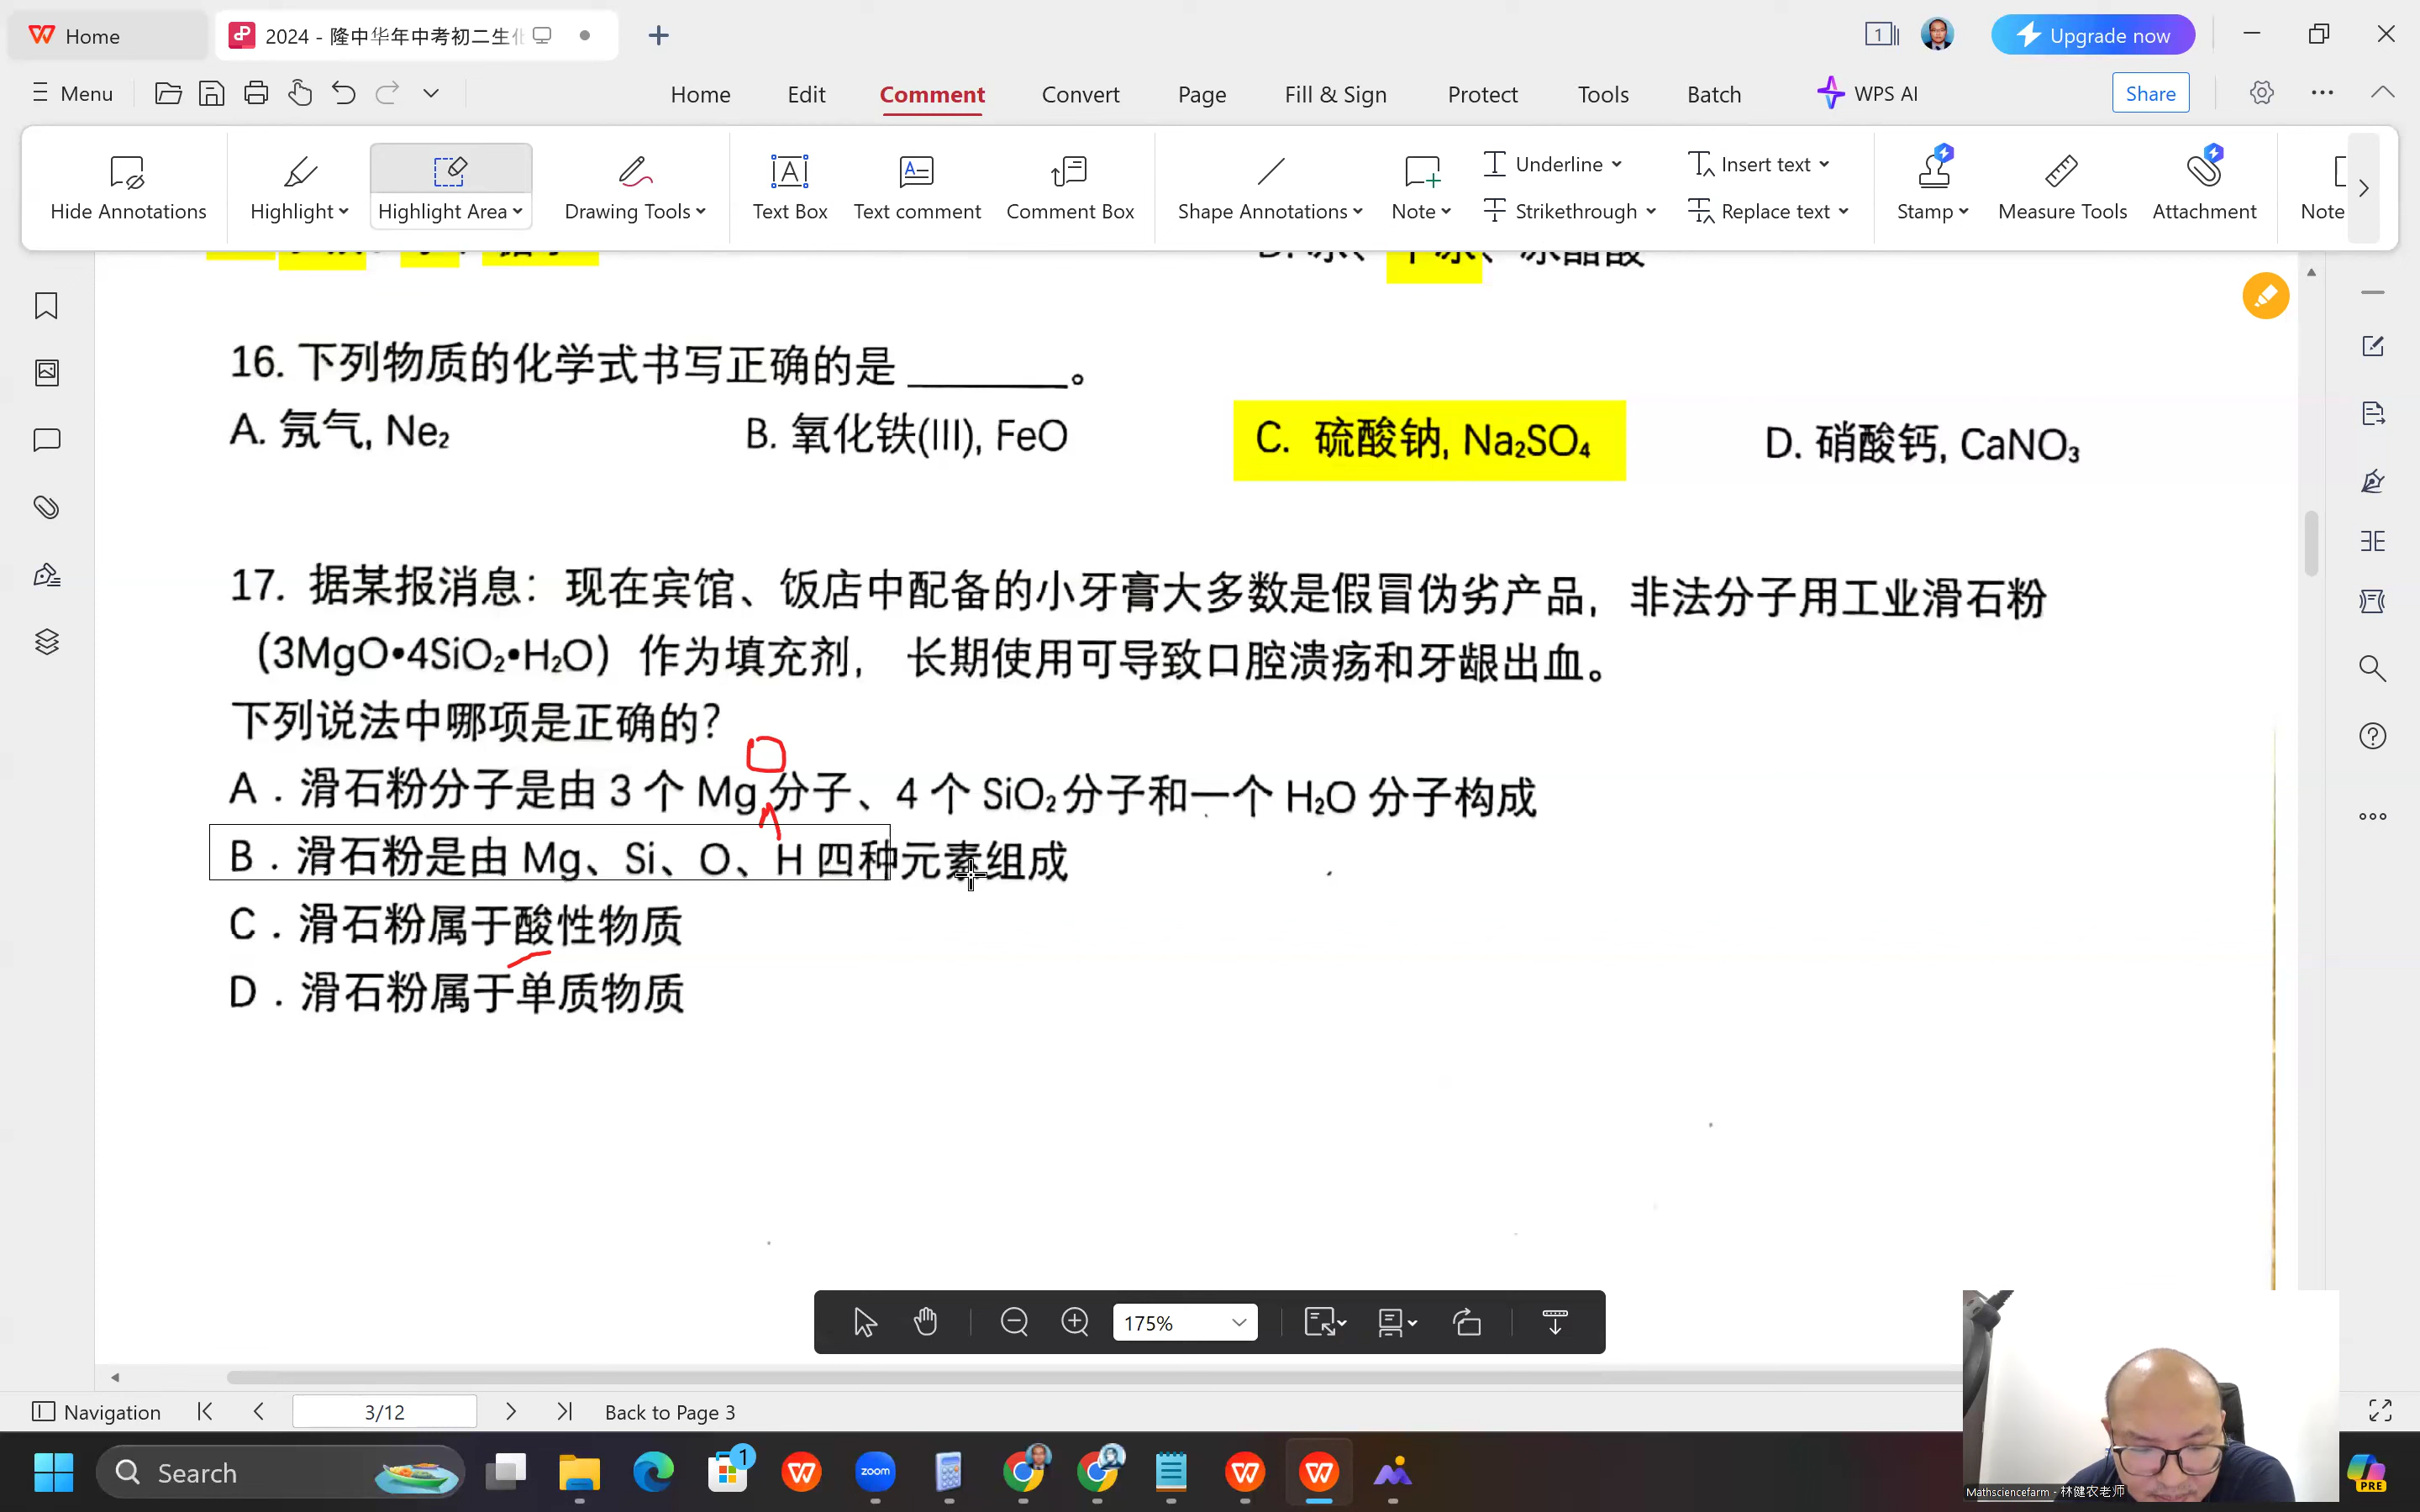 Home
2024 - 隆中华年中考初二生化
Upgrade now
Menu
Home Edit Comment Convert Page Fill & Sign Protect Tools Batch WPS AI Share
Hide Annotations Highlight Highlight Area Drawing Tools Text Box Text comment Comment Box Shape Annotations Note Underline Strikethrough Insert text Replace text Stamp Measure Tools Attachment Note
16. 下列物质的化学式书写正确的是 _______。
A. 氖气, Ne₂ B. 氧化铁(III), FeO C. 硫酸钠, Na₂SO₄ D. 硝酸钙, CaNO₃
17. 据某报消息：现在宾馆、饭店中配备的小牙膏大多数是假冒伪劣产品，非法分子用工业滑石粉
（3MgO•4SiO₂•H₂O）作为填充剂， 长期使用可导致口腔溃疡和牙龈出血。
下列说法中哪项是正确的？
A．滑石粉分子是由 3 个 Mg 分子、4 个 SiO₂ 分子和一个 H₂O 分子构成
B．滑石粉是由 Mg、Si、O、H 四种元素组成
C．滑石粉属于酸性物质
D．滑石粉属于单质物质
175%
Navigation 3/12 Back to Page 3
Mathsciencefarm - 林健农老师
Search
1
zoom
PRE